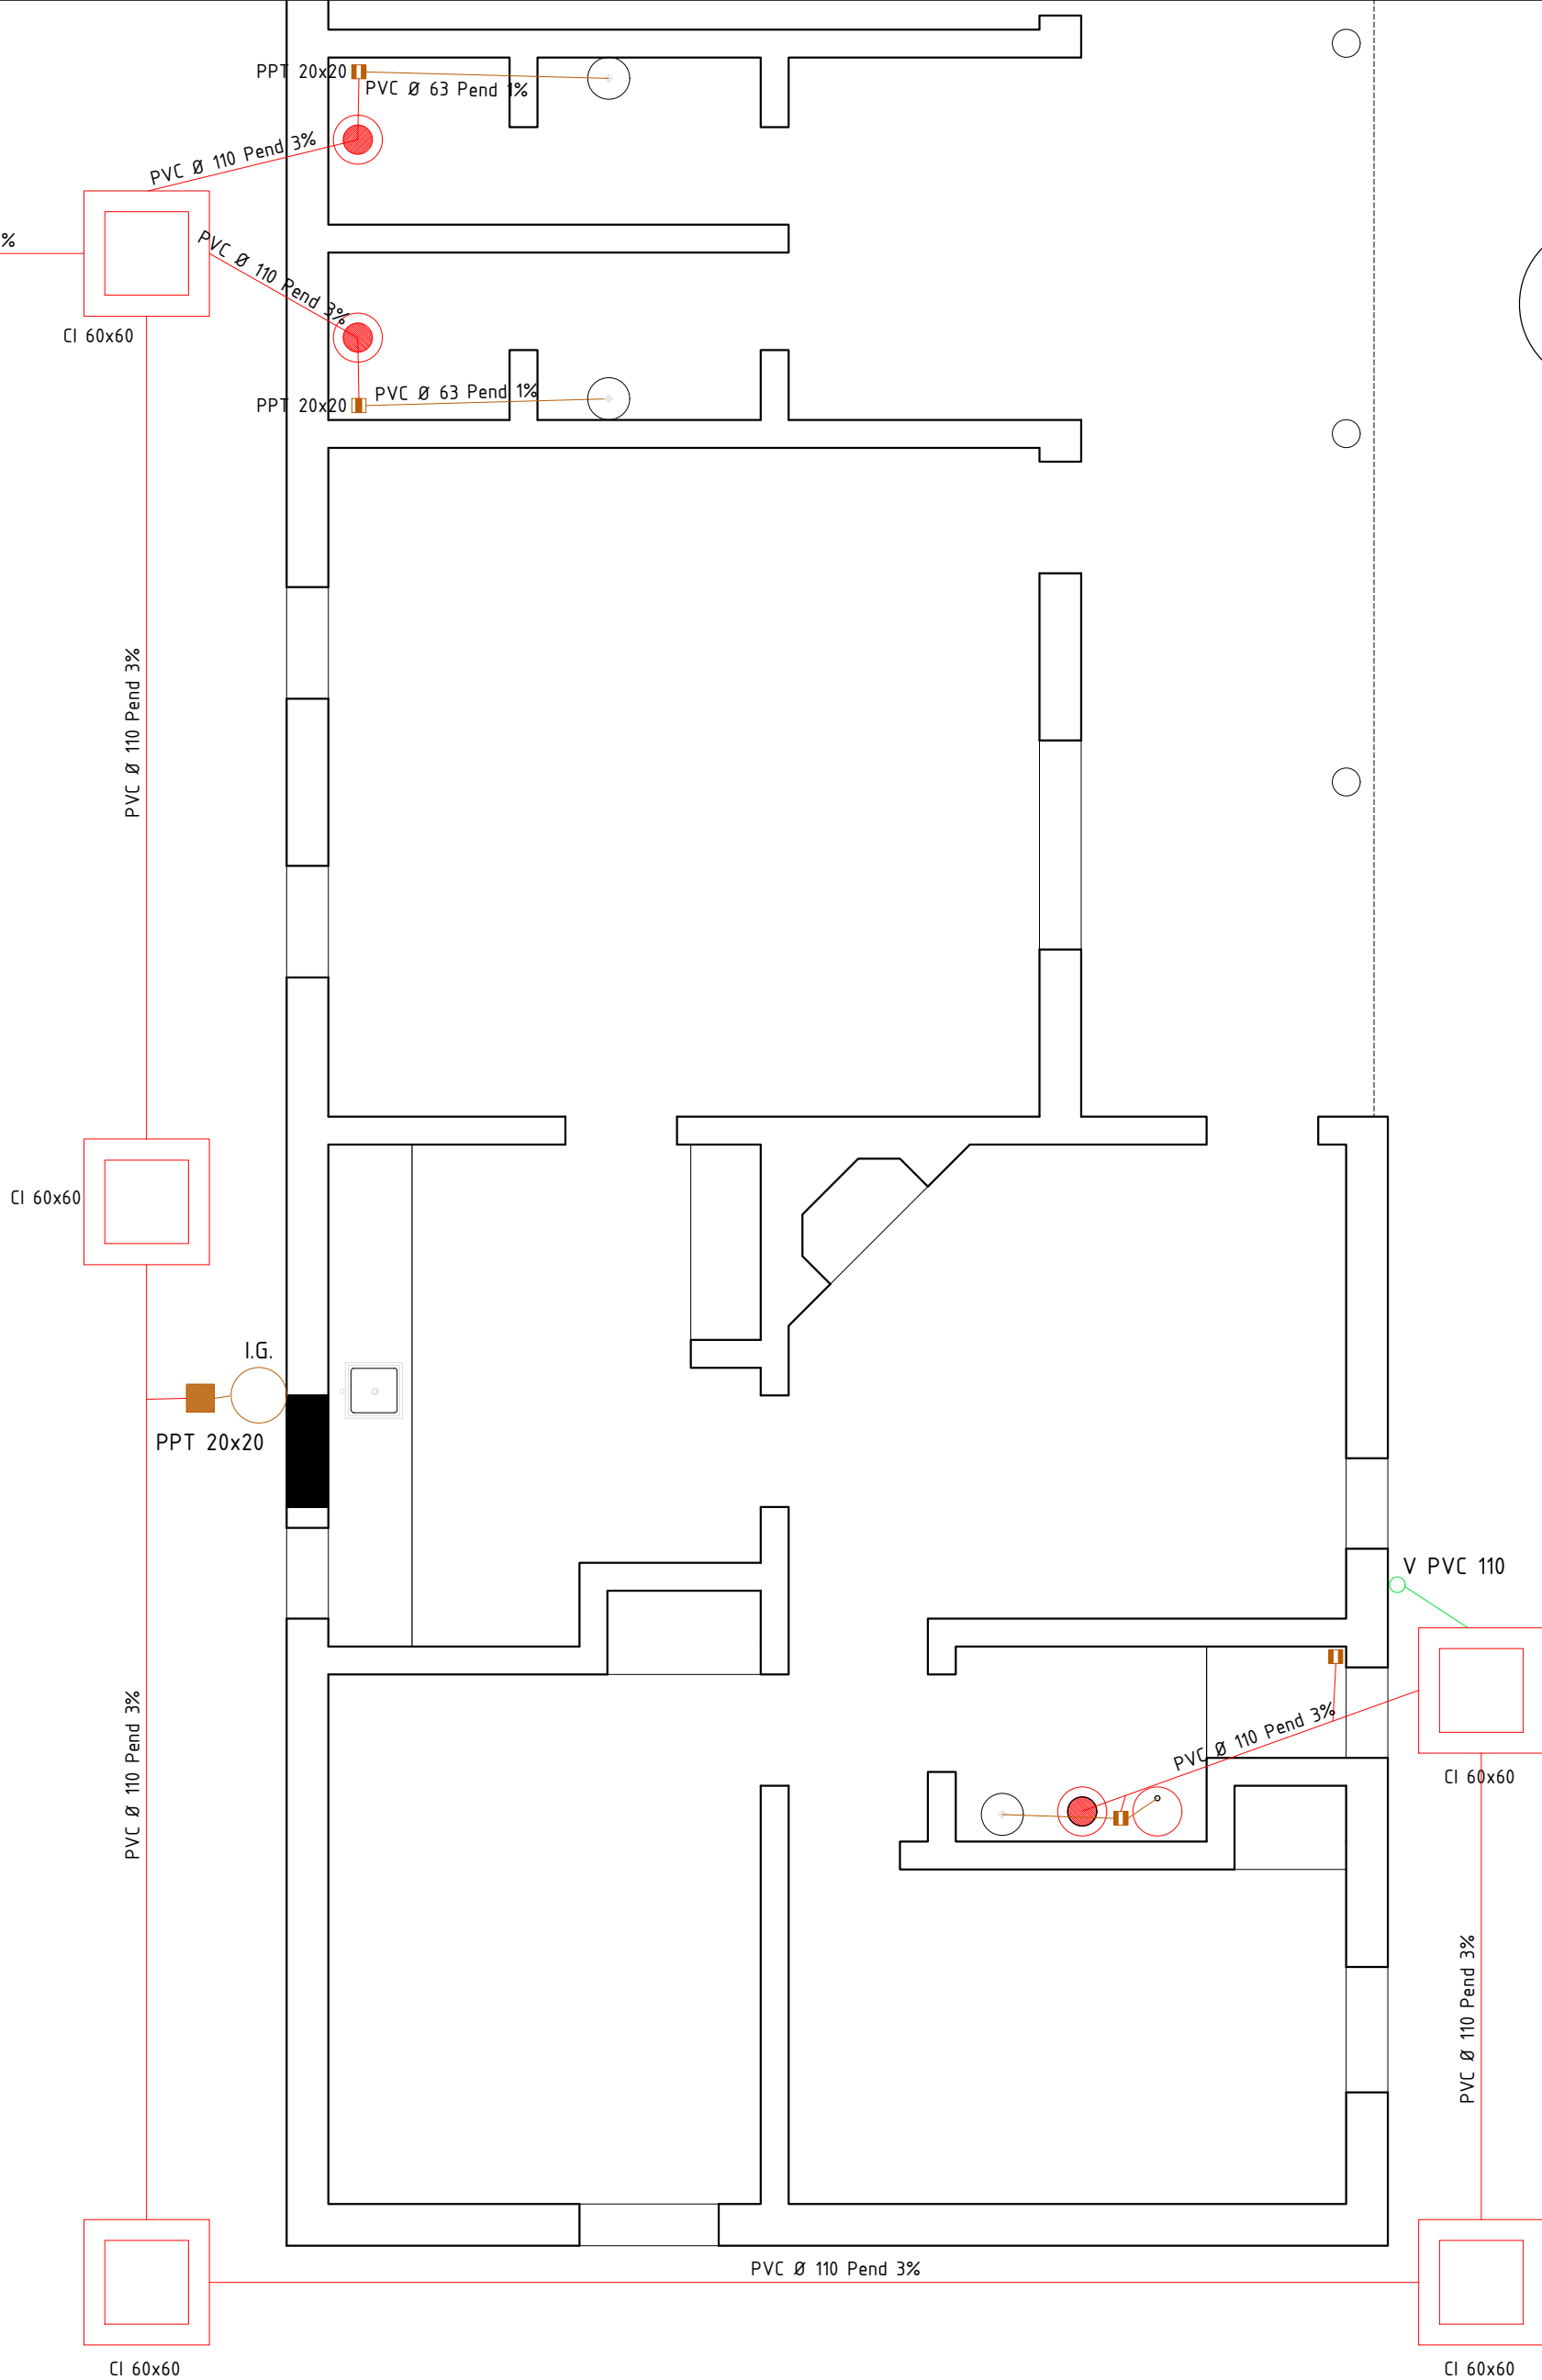 PPT 20x20
PVC Ø 63 Pend 1%
PVC Ø 110 Pend 3%
%
PVC Ø 110 Pend 3%
CI 60x60
PVC Ø 63 Pend 1%
PPT 20x20
PVC Ø 110 Pend 3%
CI 60x60
I.G.
PPT 20x20
V PVC 110
PVC Ø 110 Pend 3%
PVC Ø 110 Pend 3%
CI 60x60
PVC Ø 110 Pend 3%
PVC Ø 110 Pend 3%
CI 60x60
CI 60x60